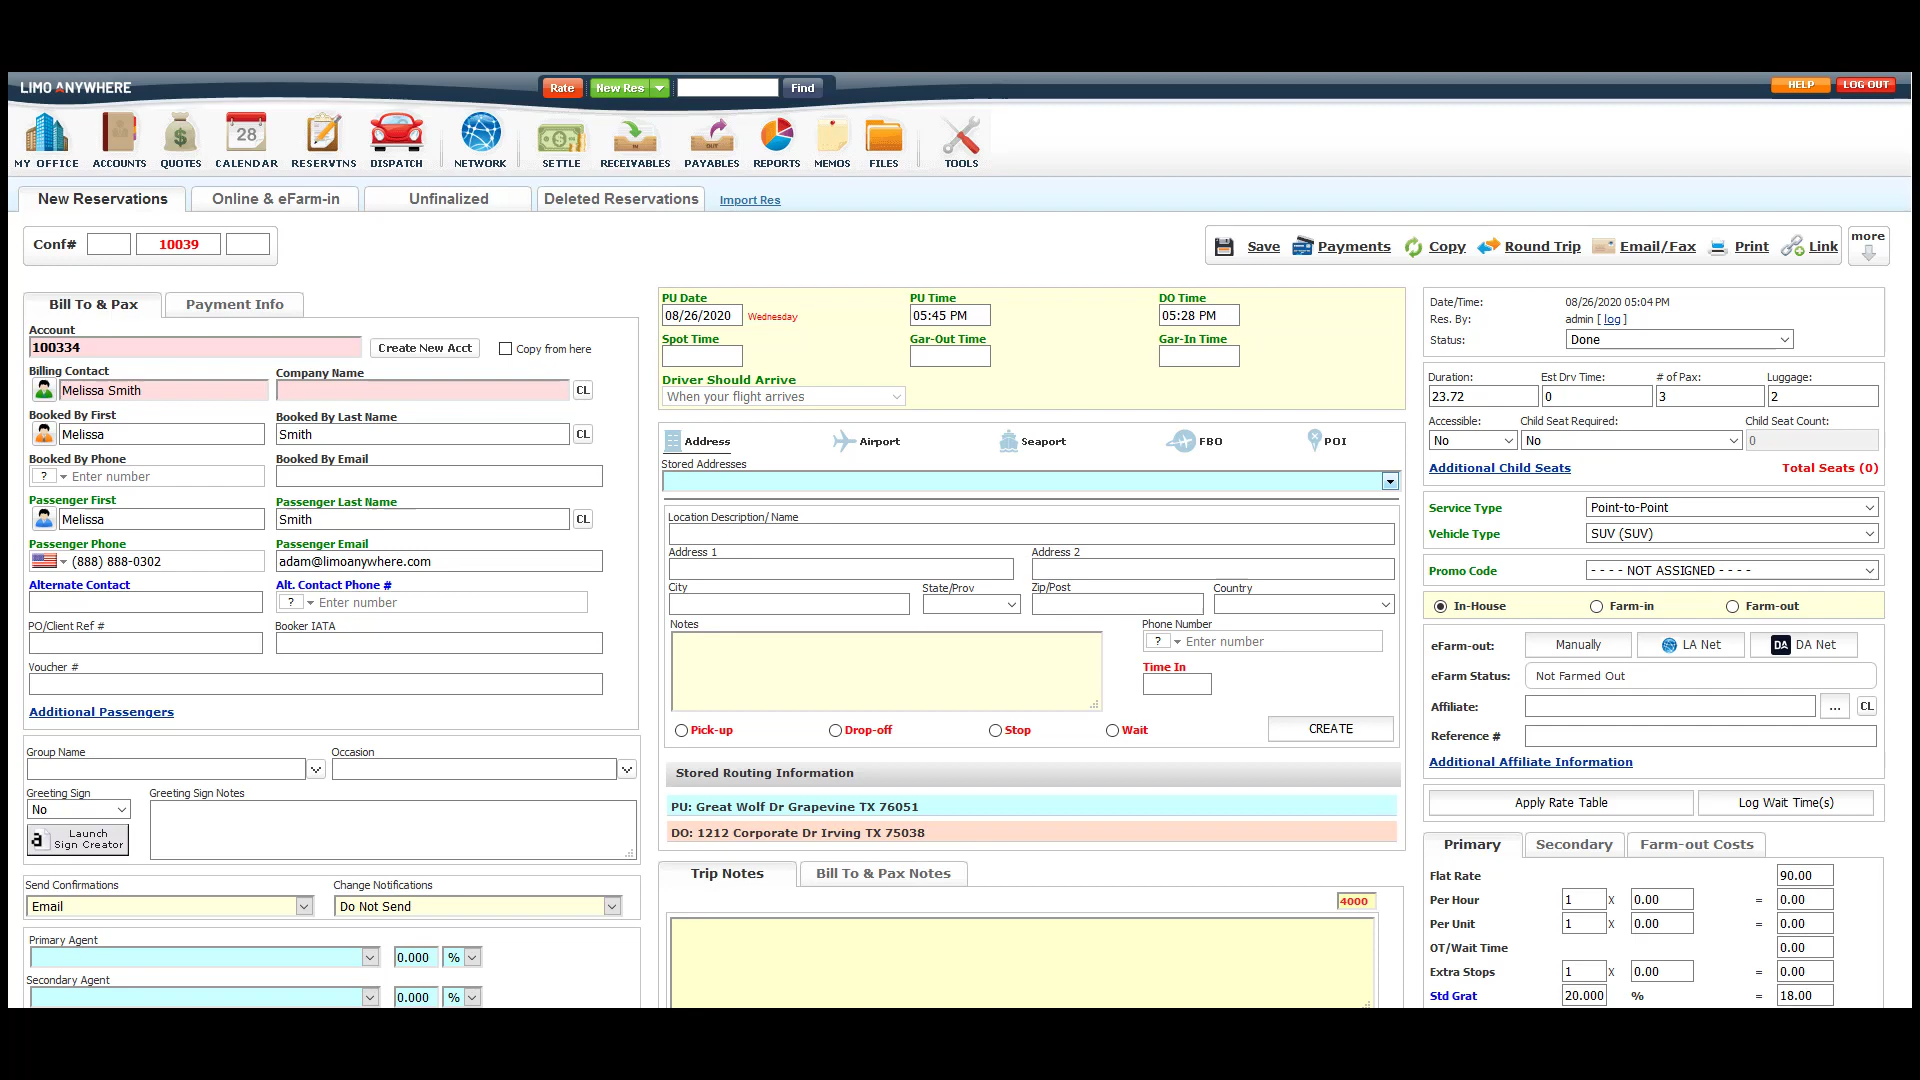 LIMO ANYWHERE
Rate New Res Find
HELP LOG OUT
28 IN OUT
MY OFFICE ACCOUNTS QUOTES CALENDAR RESERVTNS DISPATCH NETWORK SETTLE RECEIVABLES PAYABLES REPORTS MEMOS FILES TOOLS
New Reservations Online & eFarm-in Unfinalized Deleted Reservations Import Res
Conf# 10039
Save Payments Copy Round Trip Email/Fax Print Link more
Bill To & Pax Payment Info
Account
100334 Create New Acct Copy from here
Billing Contact Company Name
Melissa Smith CL
Booked By First Booked By Last Name
Melissa Smith CL
Booked By Phone Booked By Email
? Enter number
Passenger First Passenger Last Name
Melissa Smith CL
Passenger Phone Passenger Email
(888) 888-0302 adam@limoanywhere.com
Alternate Contact Alt. Contact Phone #
? Enter number
PO/Client Ref # Booker IATA
Voucher #
Additional Passengers
Group Name Occasion
Greeting Sign Greeting Sign Notes
No
a Launch
Sign Creator
Send Confirmations Change Notifications
Email Do Not Send
Primary Agent
0.000 %
Secondary Agent
0.000 %
PU Date PU Time DO Time
08/26/2020 Wednesday 05:45 PM 05:28 PM
Spot Time Gar-Out Time Gar-In Time
Driver Should Arrive
When your flight arrives
Address Airport Seaport FBO POI
Stored Addresses
Location Description/ Name
Address 1 Address 2
City State/Prov Zip/Post Country
Notes Phone Number
? Enter number
Time In
Pick-up Drop-off Stop Wait CREATE
Stored Routing Information
PU: Great Wolf Dr Grapevine TX 76051
DO: 1212 Corporate Dr Irving TX 75038
Trip Notes Bill To & Pax Notes
4000
Date/Time: 08/26/2020 05:04 PM
Res. By: admin [ log ]
Status: Done
Duration: Est Drv Time: # of Pax: Luggage:
23.72 0 3 2
Accessible: Child Seat Required: Child Seat Count:
No No 0
Additional Child Seats Total Seats (0)
Service Type Point-to-Point
Vehicle Type SUV (SUV)
Promo Code - - - - NOT ASSIGNED - - - -
In-House Farm-in Farm-out
eFarm-out: Manually LA Net DA DA Net
eFarm Status: Not Farmed Out
Affiliate: ... CL
Reference #
Additional Affiliate Information
Apply Rate Table Log Wait Time(s)
Primary Secondary Farm-out Costs
Flat Rate 90.00
Per Hour 1 X 0.00 = 0.00
Per Unit 1 X 0.00 = 0.00
OT/Wait Time 0.00
Extra Stops 1 X 0.00 = 0.00
Std Grat 20.000 % = 18.00